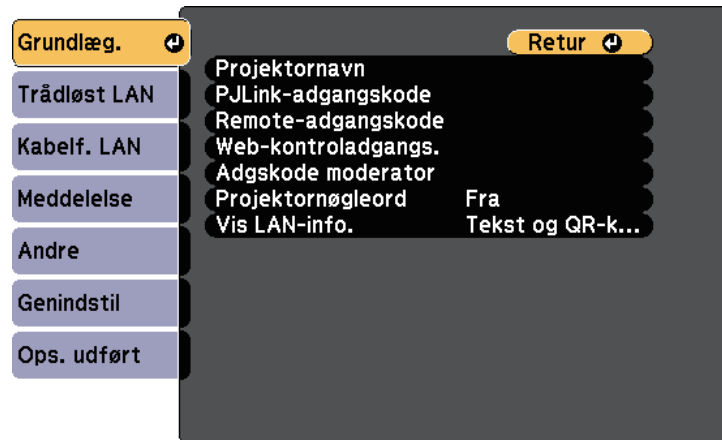 Grundlæg.
Trådløst LAN
Kabelf. LAN
Meddelelse
Andre
Genindstil
Ops. udført
Retur
Projektornavn
PJLink-adgangskode
Remote-adgangskode
Web-kontroladgangs.
Adgskode moderator
Projektornøgleord Fra
Vis LAN-info. Tekst og QR-k...